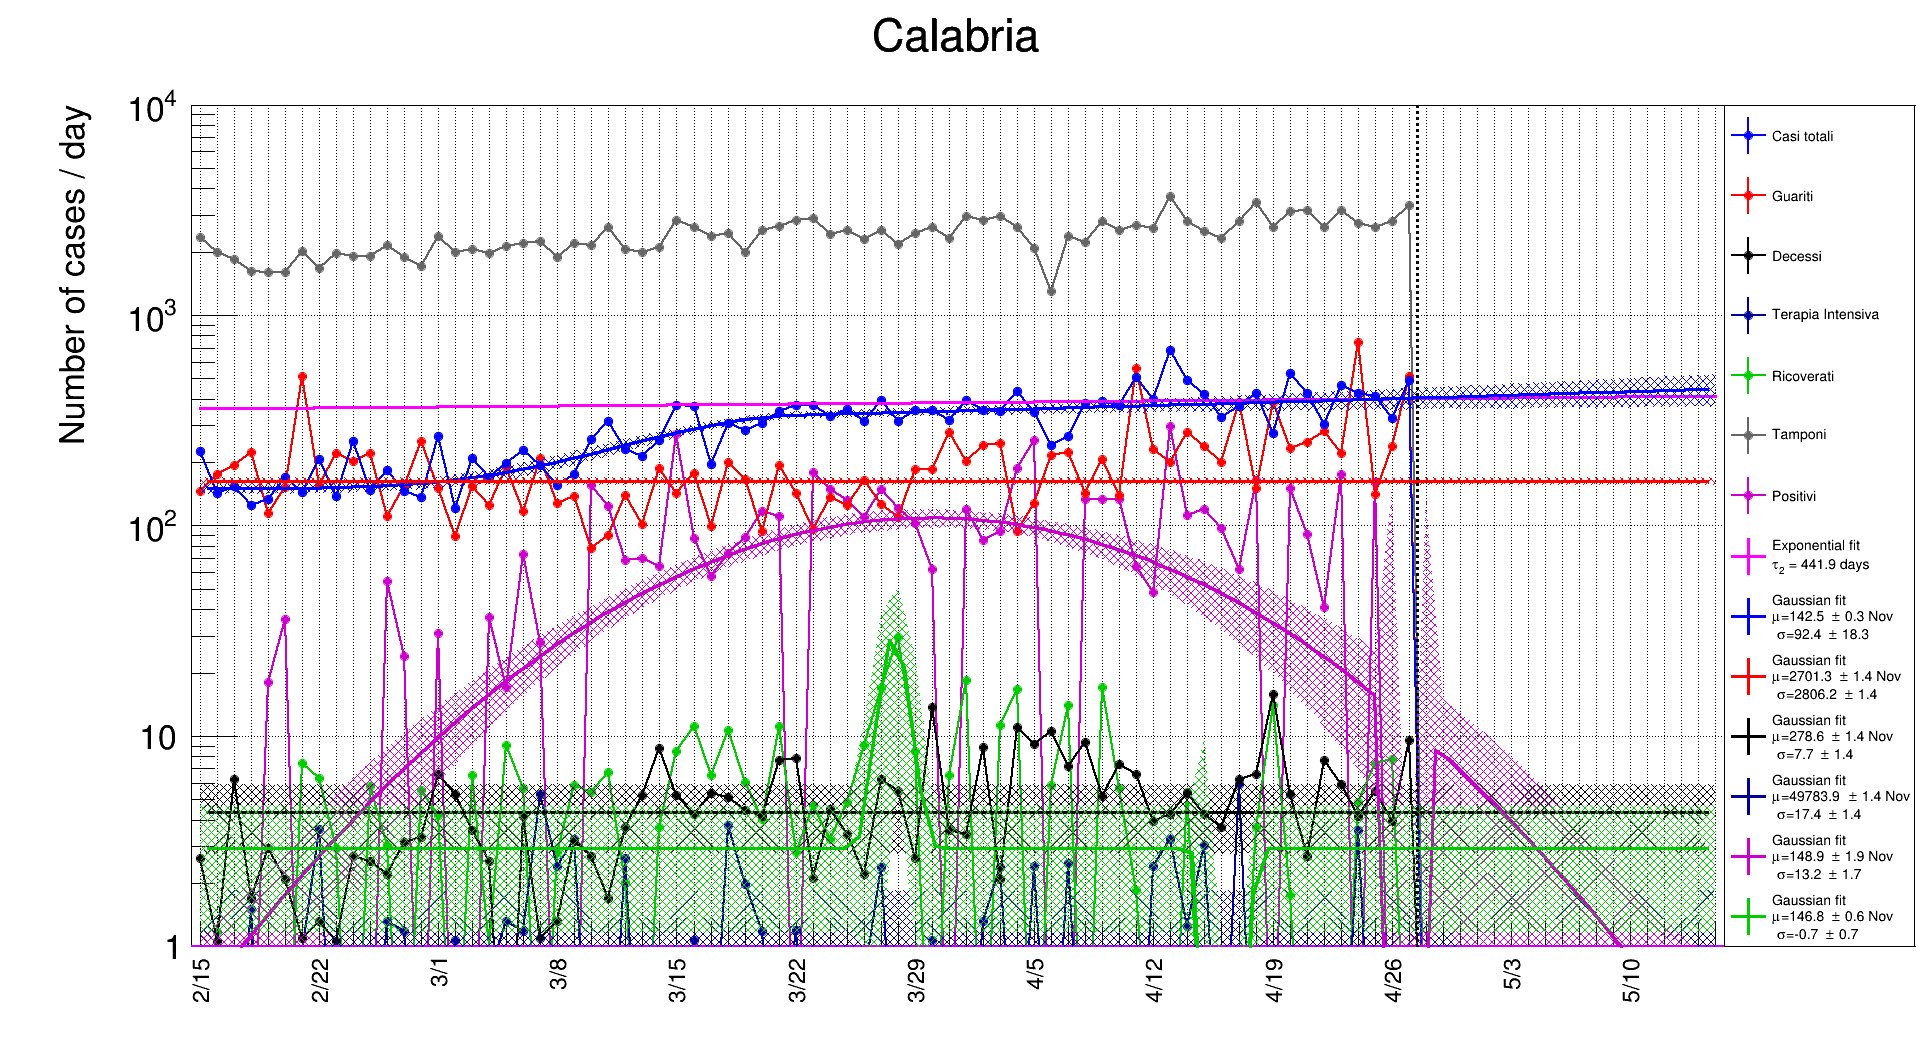 Calabria
Number of cases / day
10^4
10^3
10^2
10
1
2/15
2/22
3/1
3/8
3/15
3/22
3/29
4/5
4/12
4/19
4/26
5/3
5/10
Casi totali
Guariti
Decessi
Terapia Intensiva
Ricoverati
Tamponi
Positivi
Exponential fit
τ2 = 441.9 days
Gaussian fit
μ=142.5 ± 0.3 Nov
σ=92.4 ± 18.3
Gaussian fit
μ=2701.3 ± 1.4 Nov
σ=2806.2 ± 1.4
Gaussian fit
μ=278.6 ± 1.4 Nov
σ=7.7 ± 1.4
Gaussian fit
μ=49783.9 ± 1.4 Nov
σ=17.4 ± 1.4
Gaussian fit
μ=148.9 ± 1.9 Nov
σ=13.2 ± 1.7
Gaussian fit
μ=146.8 ± 0.6 Nov
σ=-0.7 ± 0.7